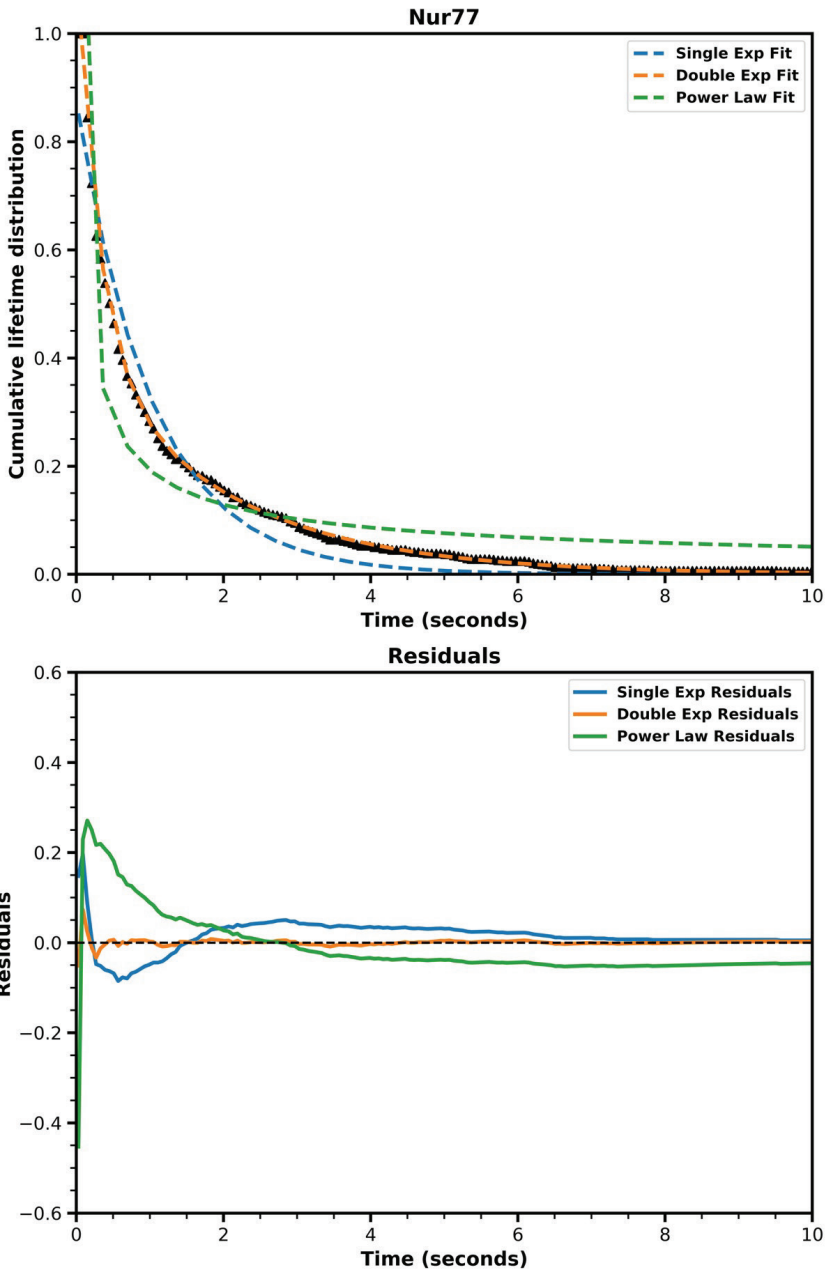 Nur77
1.0
0.8
0.6
0.4
0.2
0.0
Cumulative lifetime distribution
Single Exp Fit
Double Exp Fit
Power Law Fit
0
2
4
6
8
10
Time (seconds)
Residuals
0.6
0.4
0.2
0.0
−0.2
−0.4
−0.6
Residuals
Single Exp Residuals
Double Exp Residuals
Power Law Residuals
0
2
4
6
8
10
Time (seconds)